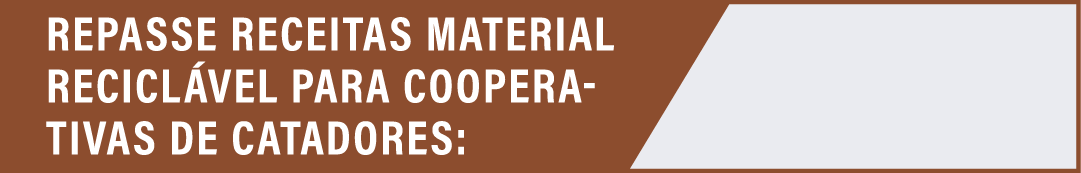 REPASSE RECEITAS MATERIAL
RECICLÁVEL PARA COOPERA-
TIVAS DE CATADORES: